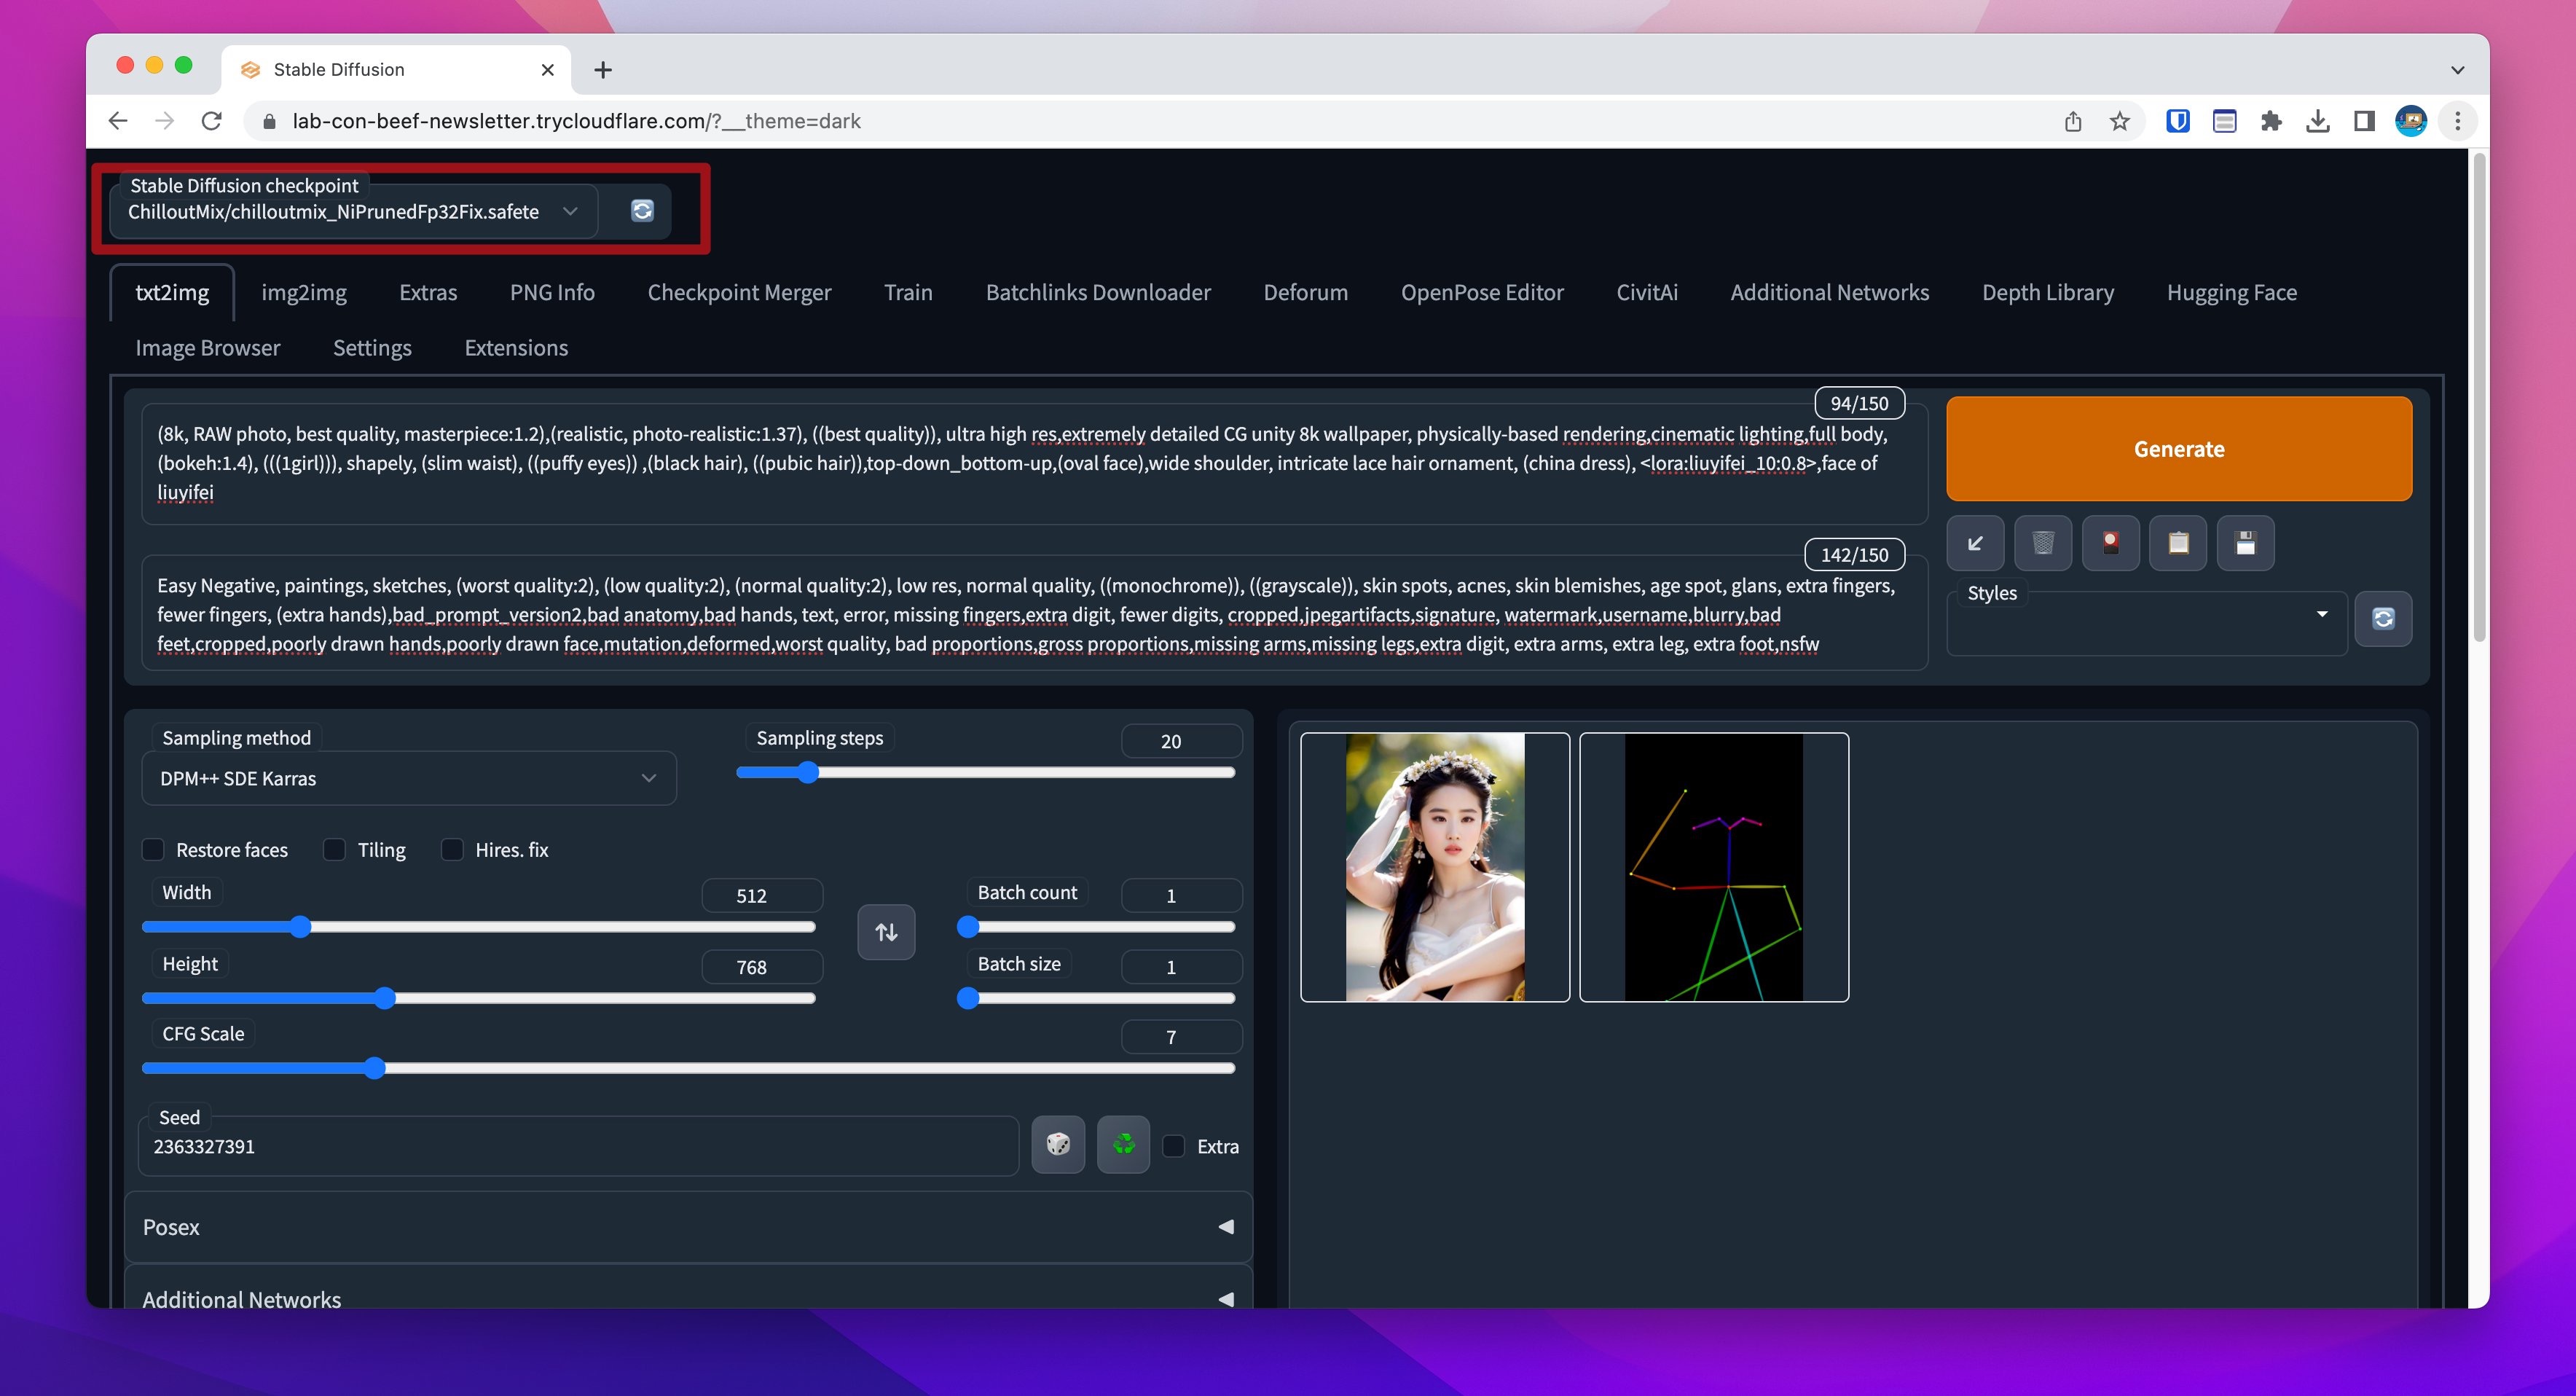 Stable Diffusion
lab-con-beef-newsletter.trycloudflare.com/?__theme=dark
Stable Diffusion checkpoint
ChilloutMix/chilloutmix_NiPrunedFp32Fix.safete
txt2img img2img Extras PNG Info Checkpoint Merger Train Batchlinks Downloader Deforum OpenPose Editor CivitAi Additional Networks Depth Library Hugging Face
Image Browser Settings Extensions
94/150
(8k, RAW photo, best quality, masterpiece:1.2),(realistic, photo-realistic:1.37), ((best quality)), ultra high res,extremely detailed CG unity 8k wallpaper, physically-based rendering,cinematic lighting,full body,
(bokeh:1.4), (((1girl))), shapely, (slim waist), ((puffy eyes)) ,(black hair), ((pubic hair)),top-down_bottom-up,(oval face),wide shoulder, intricate lace hair ornament, (china dress), <lora:liuyifei_10:0.8>,face of
liuyifei
Generate
142/150
Easy Negative, paintings, sketches, (worst quality:2), (low quality:2), (normal quality:2), low res, normal quality, ((monochrome)), ((grayscale)), skin spots, acnes, skin blemishes, age spot, glans, extra fingers,
fewer fingers, (extra hands),bad_prompt_version2,bad anatomy,bad hands, text, error, missing fingers,extra digit, fewer digits, cropped,jpegartifacts,signature, watermark,username,blurry,bad
feet,cropped,poorly drawn hands,poorly drawn face,mutation,deformed,worst quality, bad proportions,gross proportions,missing arms,missing legs,extra digit, extra arms, extra leg, extra foot,nsfw
Styles
Sampling method
DPM++ SDE Karras
Sampling steps 20
Restore faces Tiling Hires. fix
Width 512
Batch count 1
Height 768
Batch size 1
CFG Scale 7
Seed
2363327391
Extra
Posex
Additional Networks